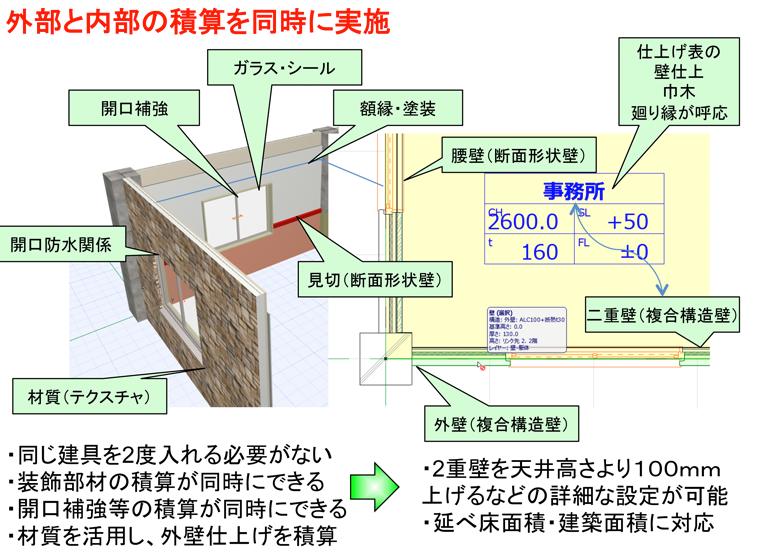 外部と内部の積算を同時に実施
ガラス・シール
開口補強
額縁・塗装
仕上げ表の
壁仕上
巾木
廻り縁が呼応
腰壁（断面形状壁）
事務所
CH
2600.0
SL
+50
t
160
FL
±0
開口防水関係
見切（断面形状壁）
壁 (選択)
構造: 外壁: ALC100+断熱t30
基準高さ: 0.0
厚さ: 130.0
高さ: リンク先 2. 2階
レイヤー: 壁-躯体
二重壁（複合構造壁）
材質（テクスチャ）
外壁（複合構造壁）
・同じ建具を2度入れる必要がない
・装飾部材の積算が同時にできる
・開口補強等の積算が同時にできる
・材質を活用し、外壁仕上げを積算
・2重壁を天井高さより100mm
上げるなどの詳細な設定が可能
・延べ床面積・建築面積に対応